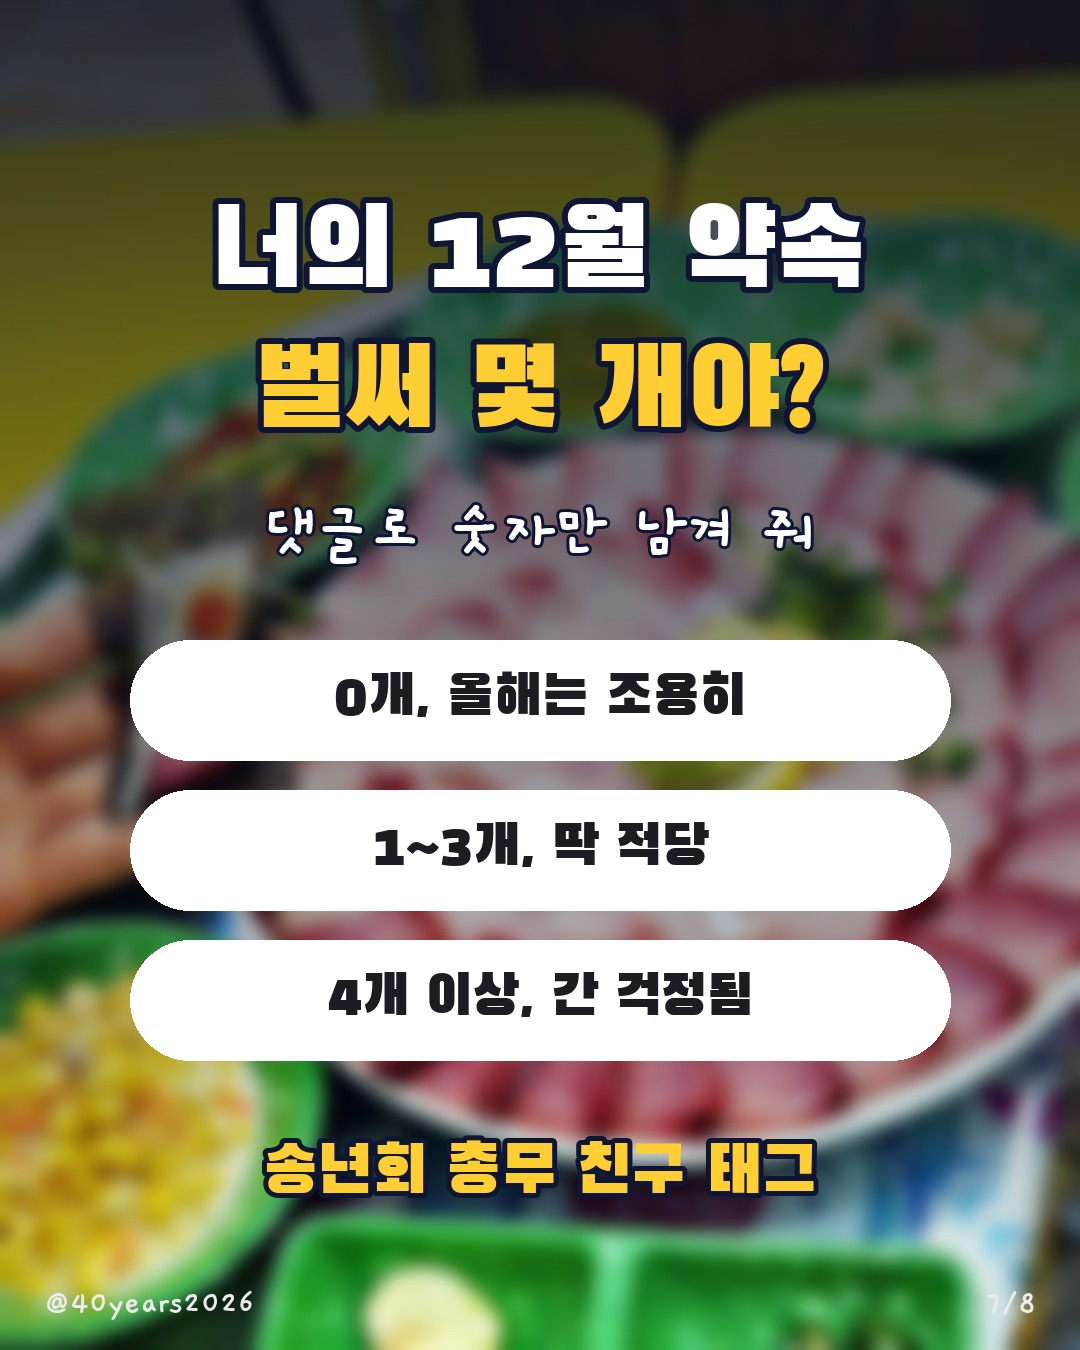 너의 12월 약속
벌써 몇 개야?
댓글로 숫자만 남겨 줘
0개, 올해는 조용히
1~3개, 딱 적당
4개 이상, 간 걱정됨
송년회 총무 친구 태그
@40years2026
7/8